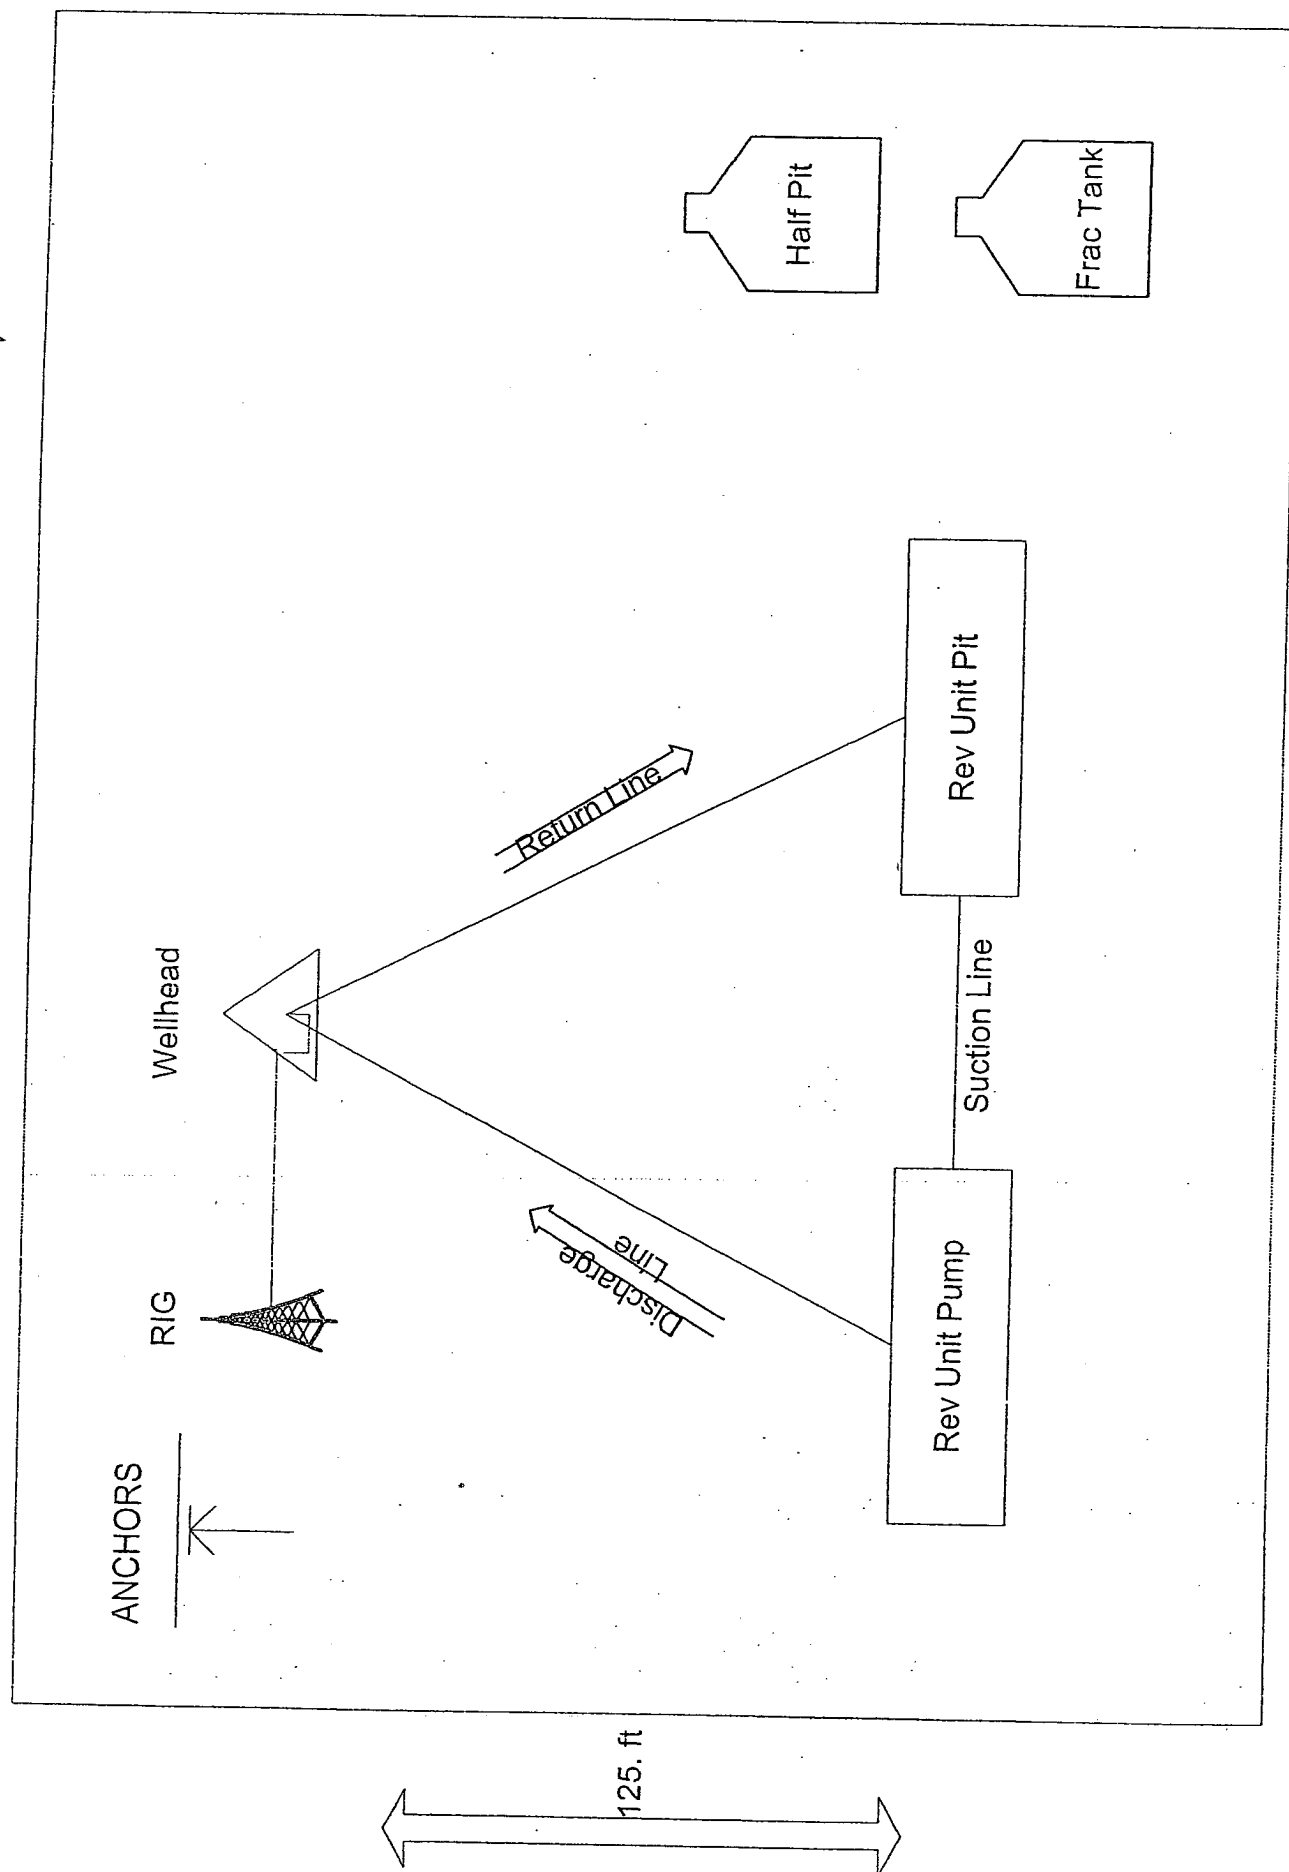 ANCHORS
RIG
Wellhead
Discharge
Line
Return Line
Rev Unit Pump
Suction Line
Rev Unit Pit
Half Pit
Frac Tank
125. ft